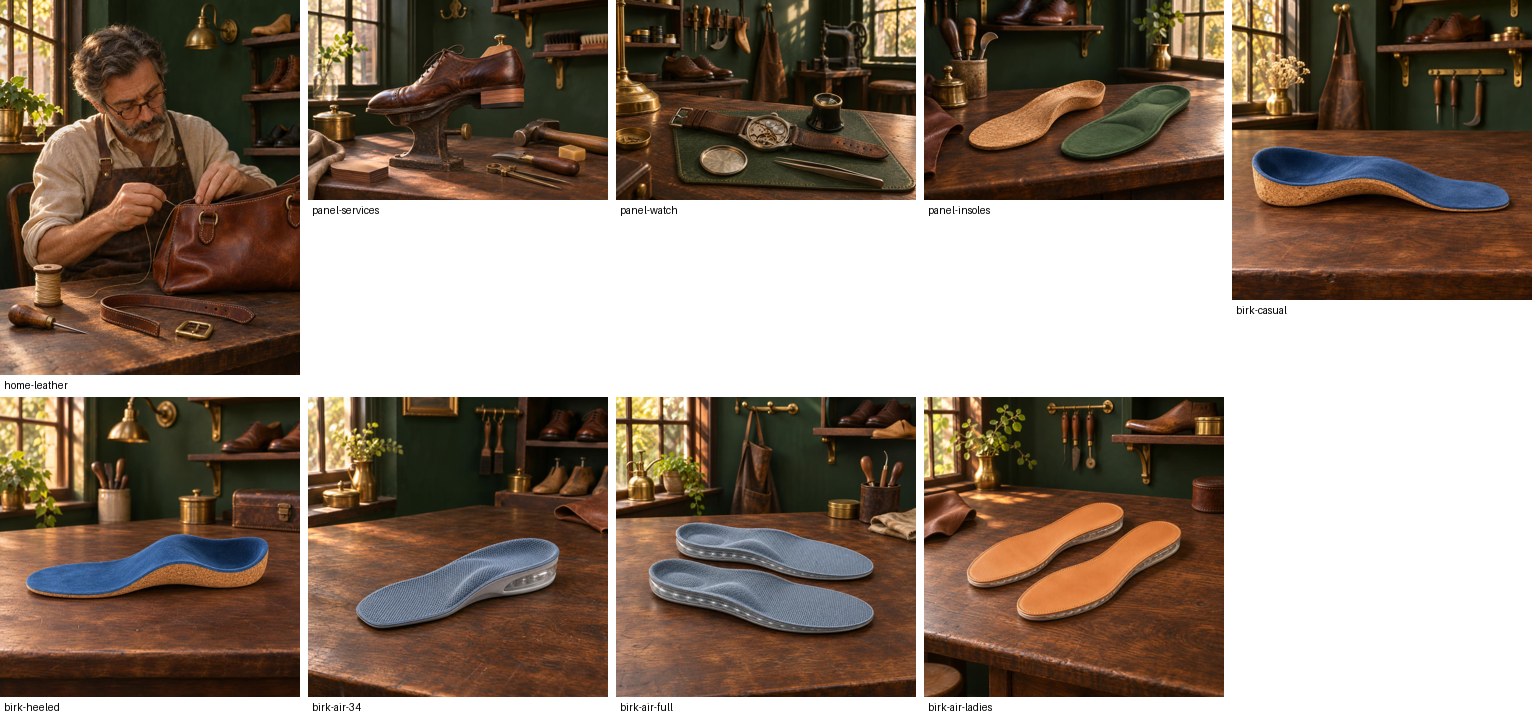 panel-services
panel-watch
panel-insoles
birk-casual
home-leather
birk-heeled
birk-air-34
birk-air-full
birk-air-ladies